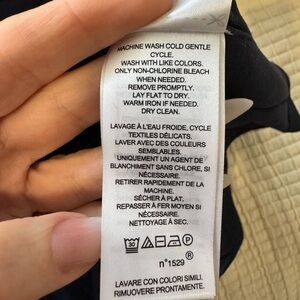 MACHINE WASH COLD GENTLE
CYCLE.
WASH WITH LIKE COLORS.
ONLY NON-CHLORINE BLEACH
WHEN NEEDED.
REMOVE PROMPTLY.
LAY FLAT TO DRY.
WARM IRON IF NEEDED.
DRY CLEAN.
LAVAGE À L'EAU FROIDE, CYCLE
TEXTILES DÉLICATS.
LAVER AVEC DES COULEURS
SEMBLABLES.
UNIQUEMENT UN AGENT DE
BLANCHIMENT SANS CHLORE, SI
NÉCESSAIRE.
RETIRER RAPIDEMENT DE LA
MACHINE.
SÉCHER À PLAT.
REPASSER À FER MOYEN SI
NÉCESSAIRE.
NETTOYAGE À SEC.
30 P ®
n°1529
LAVARE CON COLORI SIMILI.
RIMUOVERE PRONTAMENTE.